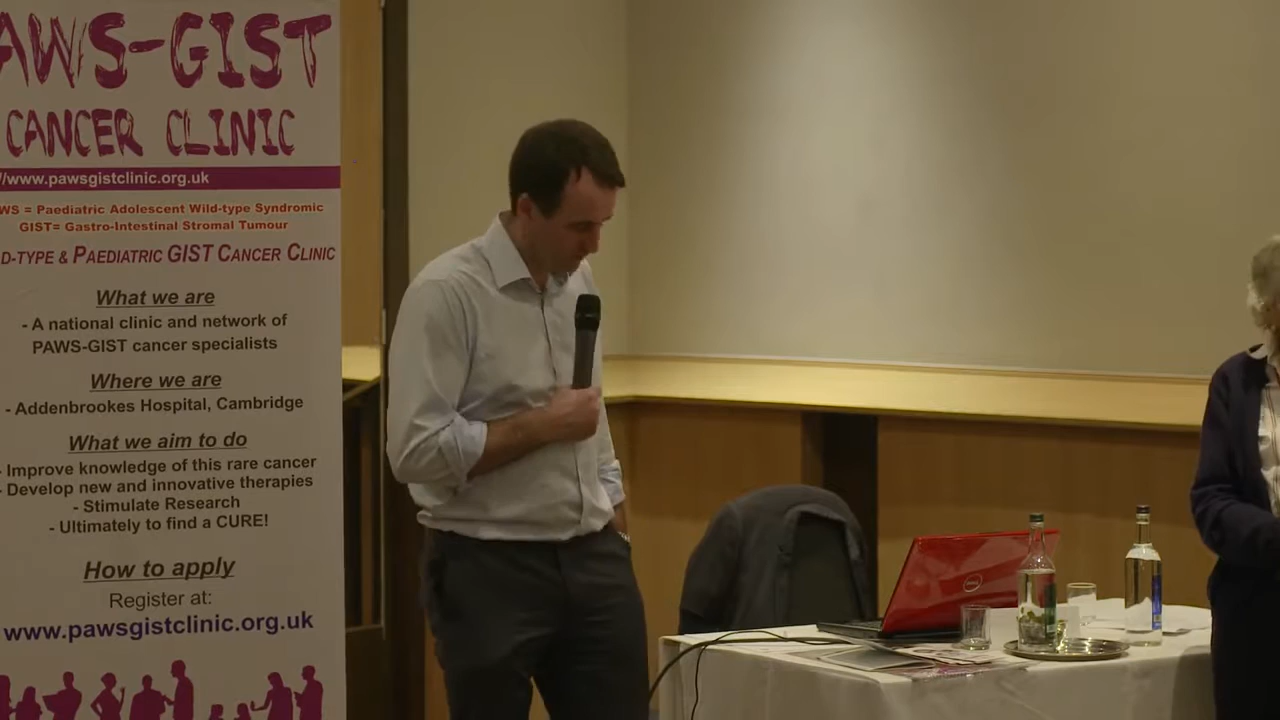 AWS-GIST
CANCER CLINIC
//www.pawsgistclinic.org.uk
WS = Paediatric Adolescent Wild-type Syndromic
GIST= Gastro-Intestinal Stromal Tumour
D-TYPE & PAEDIATRIC GIST CANCER CLINIC
What we are
- A national clinic and network of
PAWS-GIST cancer specialists
Where we are
- Addenbrookes Hospital, Cambridge
What we aim to do
- Improve knowledge of this rare cancer
- Develop new and innovative therapies
- Stimulate Research
- Ultimately to find a CURE!
How to apply
Register at:
www.pawsgistclinic.org.uk
DELL